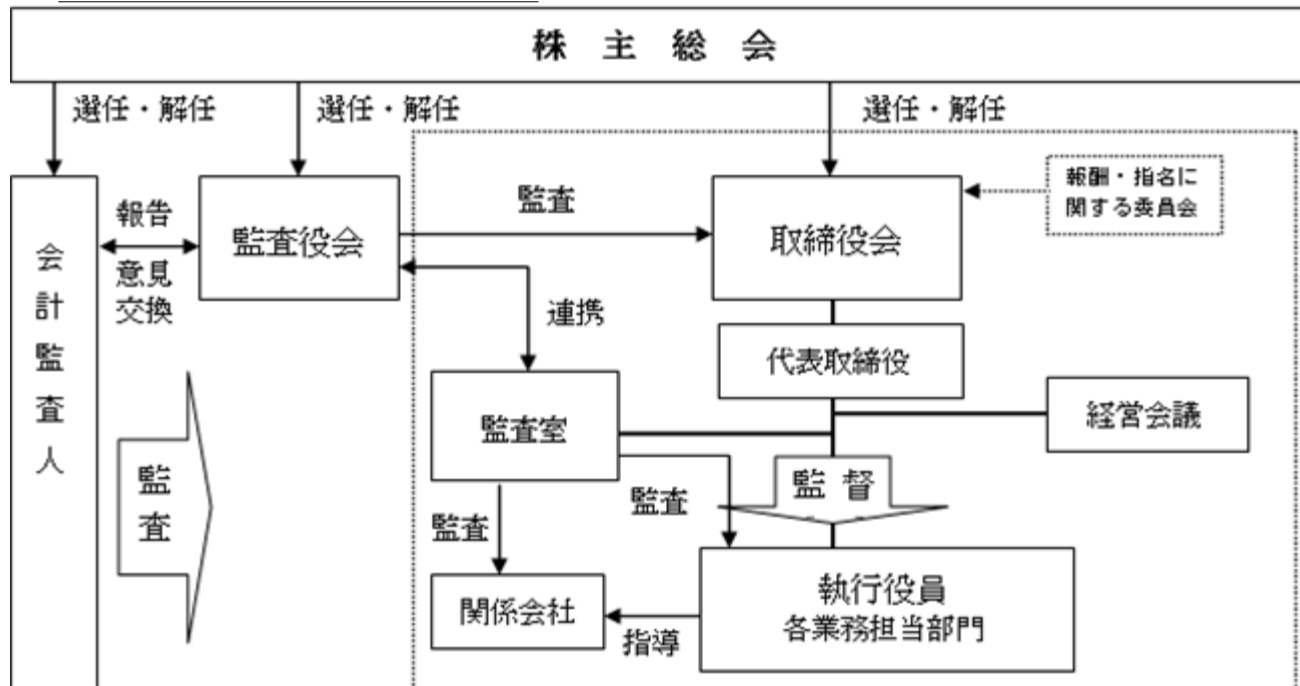 株主総会
選任・解任
選任・解任
選任・解任
報酬・指名に
関する委員会
会計監査人
報告
意見
交換
監査役会
監査
取締役会
連携
代表取締役
経営会議
監査室
監査
監査
監査
監督
関係会社
指導
執行役員
各業務担当部門